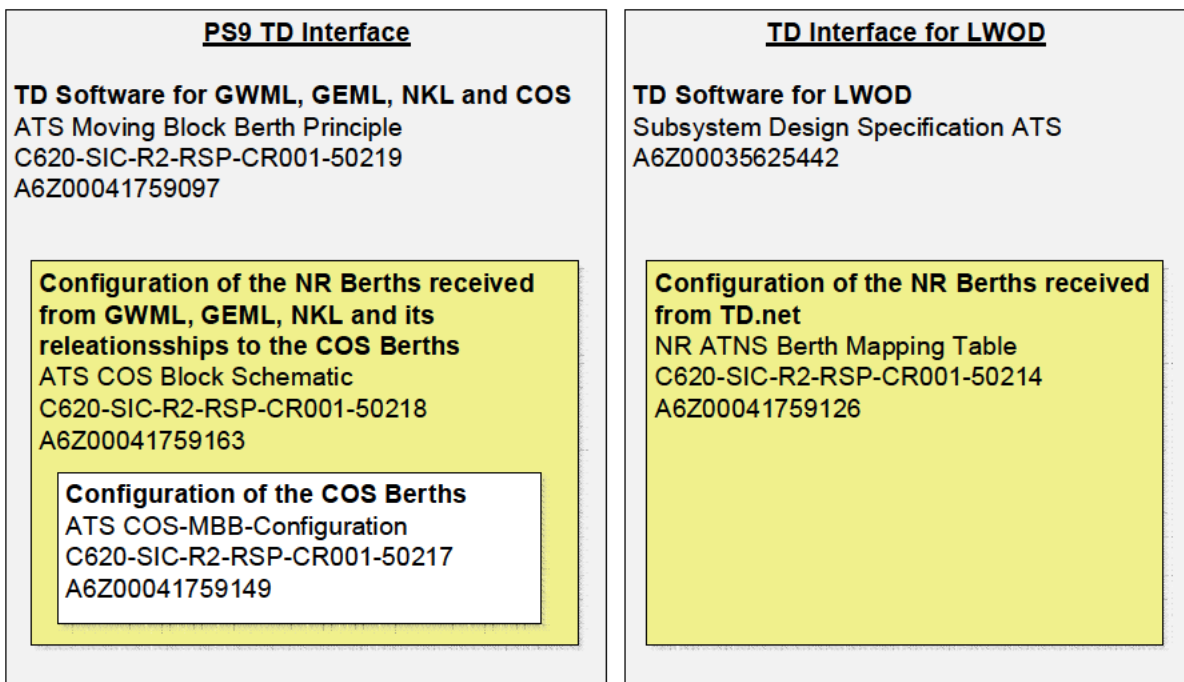 PS9 TD Interface
TD Software for GWML, GEML, NKL and COS
ATS Moving Block Berth Principle
C620-SIC-R2-RSP-CR001-50219
A6Z00041759097
Configuration of the NR Berths received
from GWML, GEML, NKL and its
releationsships to the COS Berths
ATS COS Block Schematic
C620-SIC-R2-RSP-CR001-50218
A6Z00041759163
Configuration of the COS Berths
ATS COS-MBB-Configuration
C620-SIC-R2-RSP-CR001-50217
A6Z00041759149
TD Interface for LWOD
TD Software for LWOD
Subsystem Design Specification ATS
A6Z00035625442
Configuration of the NR Berths received
from TD.net
NR ATNS Berth Mapping Table
C620-SIC-R2-RSP-CR001-50214
A6Z00041759126